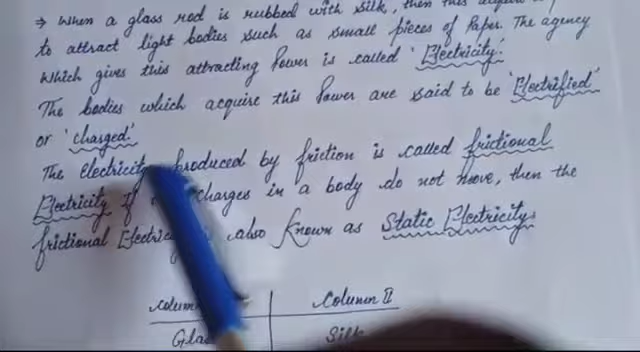 → When a glass rod is rubbed with silk, then this
to attract light bodies such as small pieces of Paper. The agency
which gives this attracting Power is called 'Electricity'.
The bodies which acquire this Power are said to be 'Electrified'
or 'charged'.
The electricity produced by friction is called frictional
Electricity If charges in a body do not move, then the
frictional also known as Static Electricity.
Column II
Silk